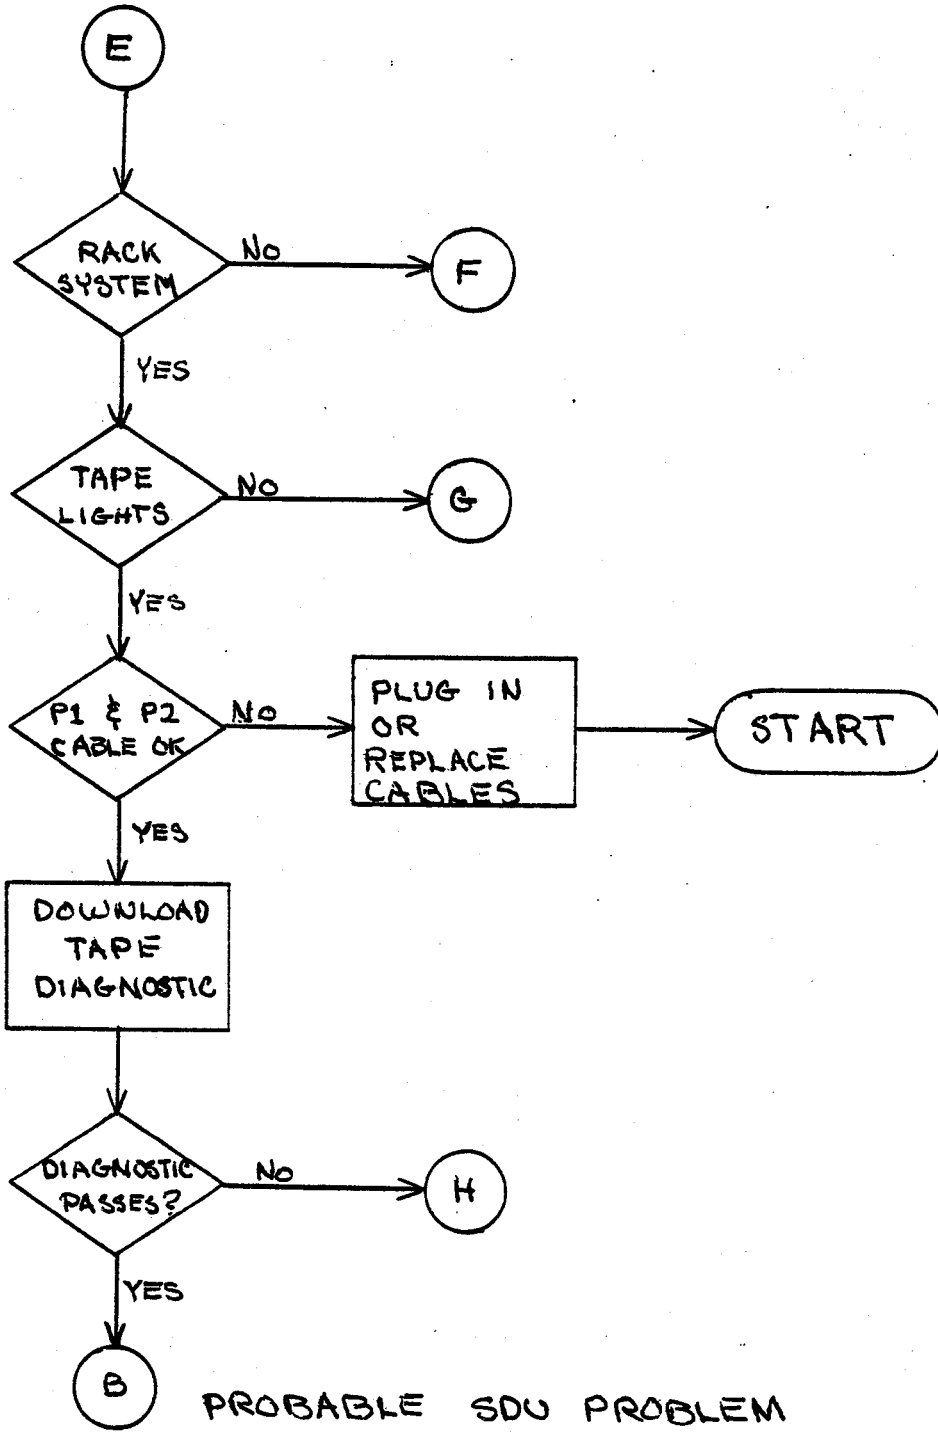 E
RACK
SYSTEM
NO
F
YES
TAPE
LIGHTS
NO
G
YES
P1 & P2
CABLE OK
NO
PLUG IN
OR
REPLACE
CABLES
START
YES
DOWNLOAD
TAPE
DIAGNOSTIC
DIAGNOSTIC
PASSES?
NO
H
YES
B
PROBABLE SDU PROBLEM